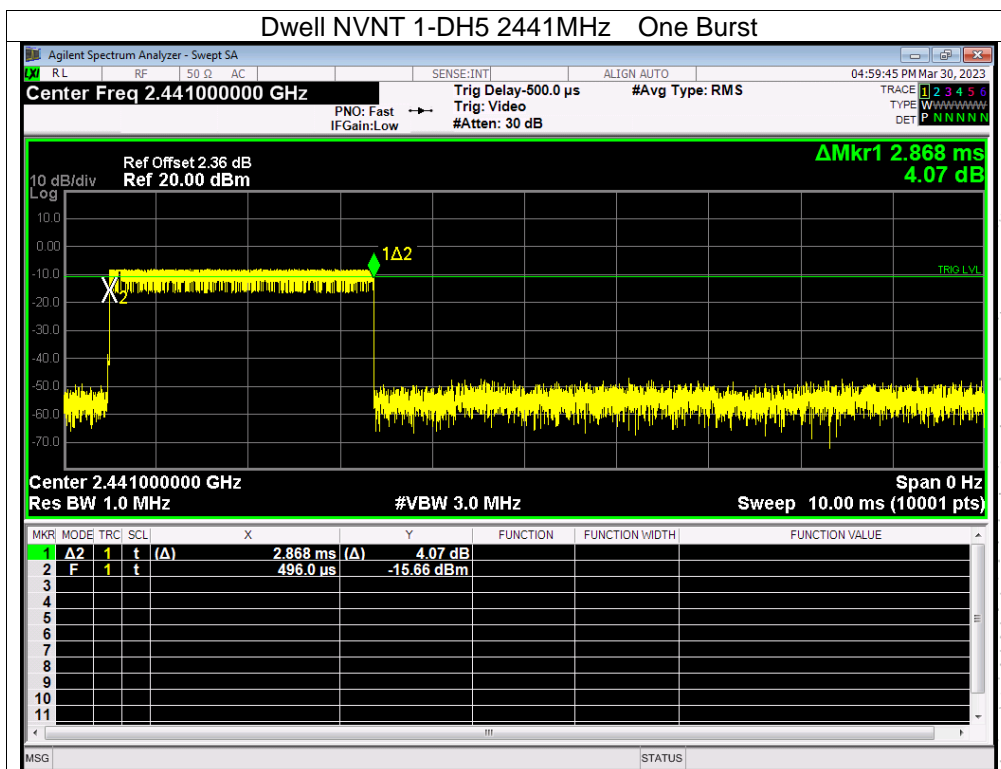 Dwell NVNT 1-DH5 2441MHz One Burst
Agilent Spectrum Analyzer - Swept SA
LXI RL RF 50 Ω AC SENSE:INT ALIGN AUTO 04:59:45 PM Mar 30, 2023
Center Freq 2.441000000 GHz Trig Delay-500.0 µs #Avg Type: RMS TRACE 1 2 3 4 5 6
PNO: Fast Trig: Video TYPE WWWWWW
IFGain:Low #Atten: 30 dB DET P N N N N N
Ref Offset 2.36 dB ΔMkr1 2.868 ms
10 dB/div Ref 20.00 dBm 4.07 dB
Log
10.0
0.00
1Δ2
-10.0 TRIG LVL
2
-20.0
-30.0
-40.0
-50.0
-60.0
-70.0
Center 2.441000000 GHz Span 0 Hz
Res BW 1.0 MHz #VBW 3.0 MHz Sweep 10.00 ms (10001 pts)
MKR MODE TRC SCL X Y FUNCTION FUNCTION WIDTH FUNCTION VALUE
1 Δ2 1 t (Δ) 2.868 ms (Δ) 4.07 dB
2 F 1 t 496.0 µs -15.66 dBm
3
4
5
6
7
8
9
10
11
MSG STATUS